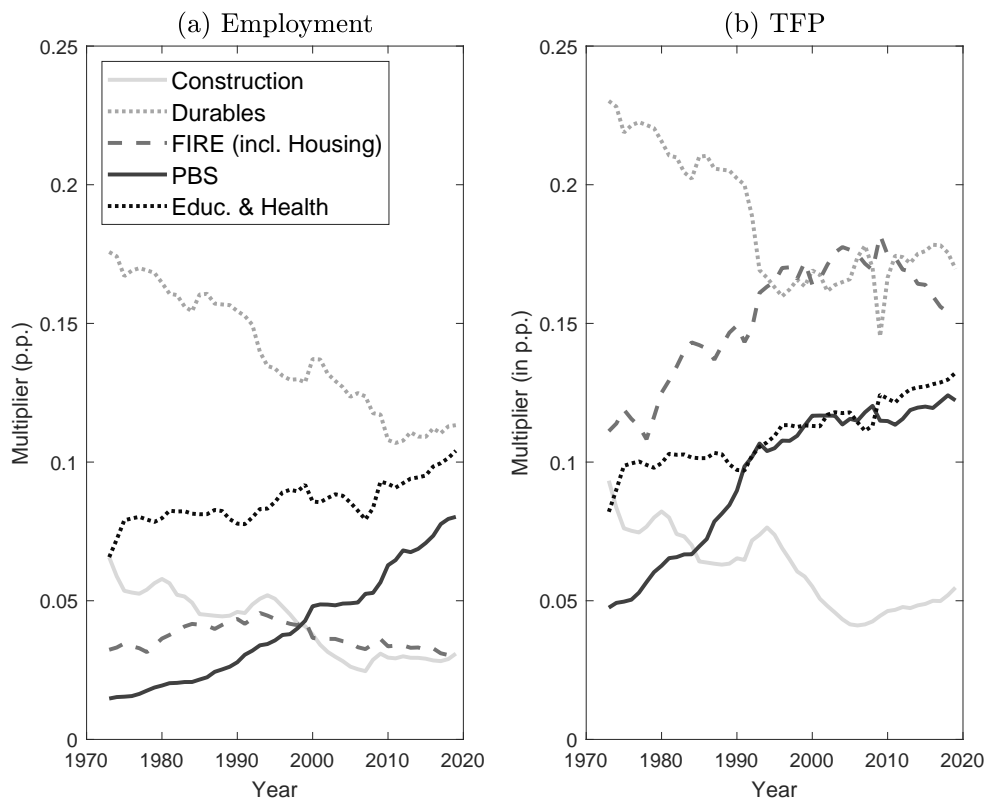 (a) Employment
0.25
0.2
0.15
0.1
0.05
0
Multiplier (p.p.)
Construction
Durables
FIRE (incl. Housing)
PBS
Educ. & Health
1970
1980
1990
2000
2010
2020
Year
(b) TFP
0.25
0.2
0.15
0.1
0.05
0
Multiplier (in p.p.)
1970
1980
1990
2000
2010
2020
Year